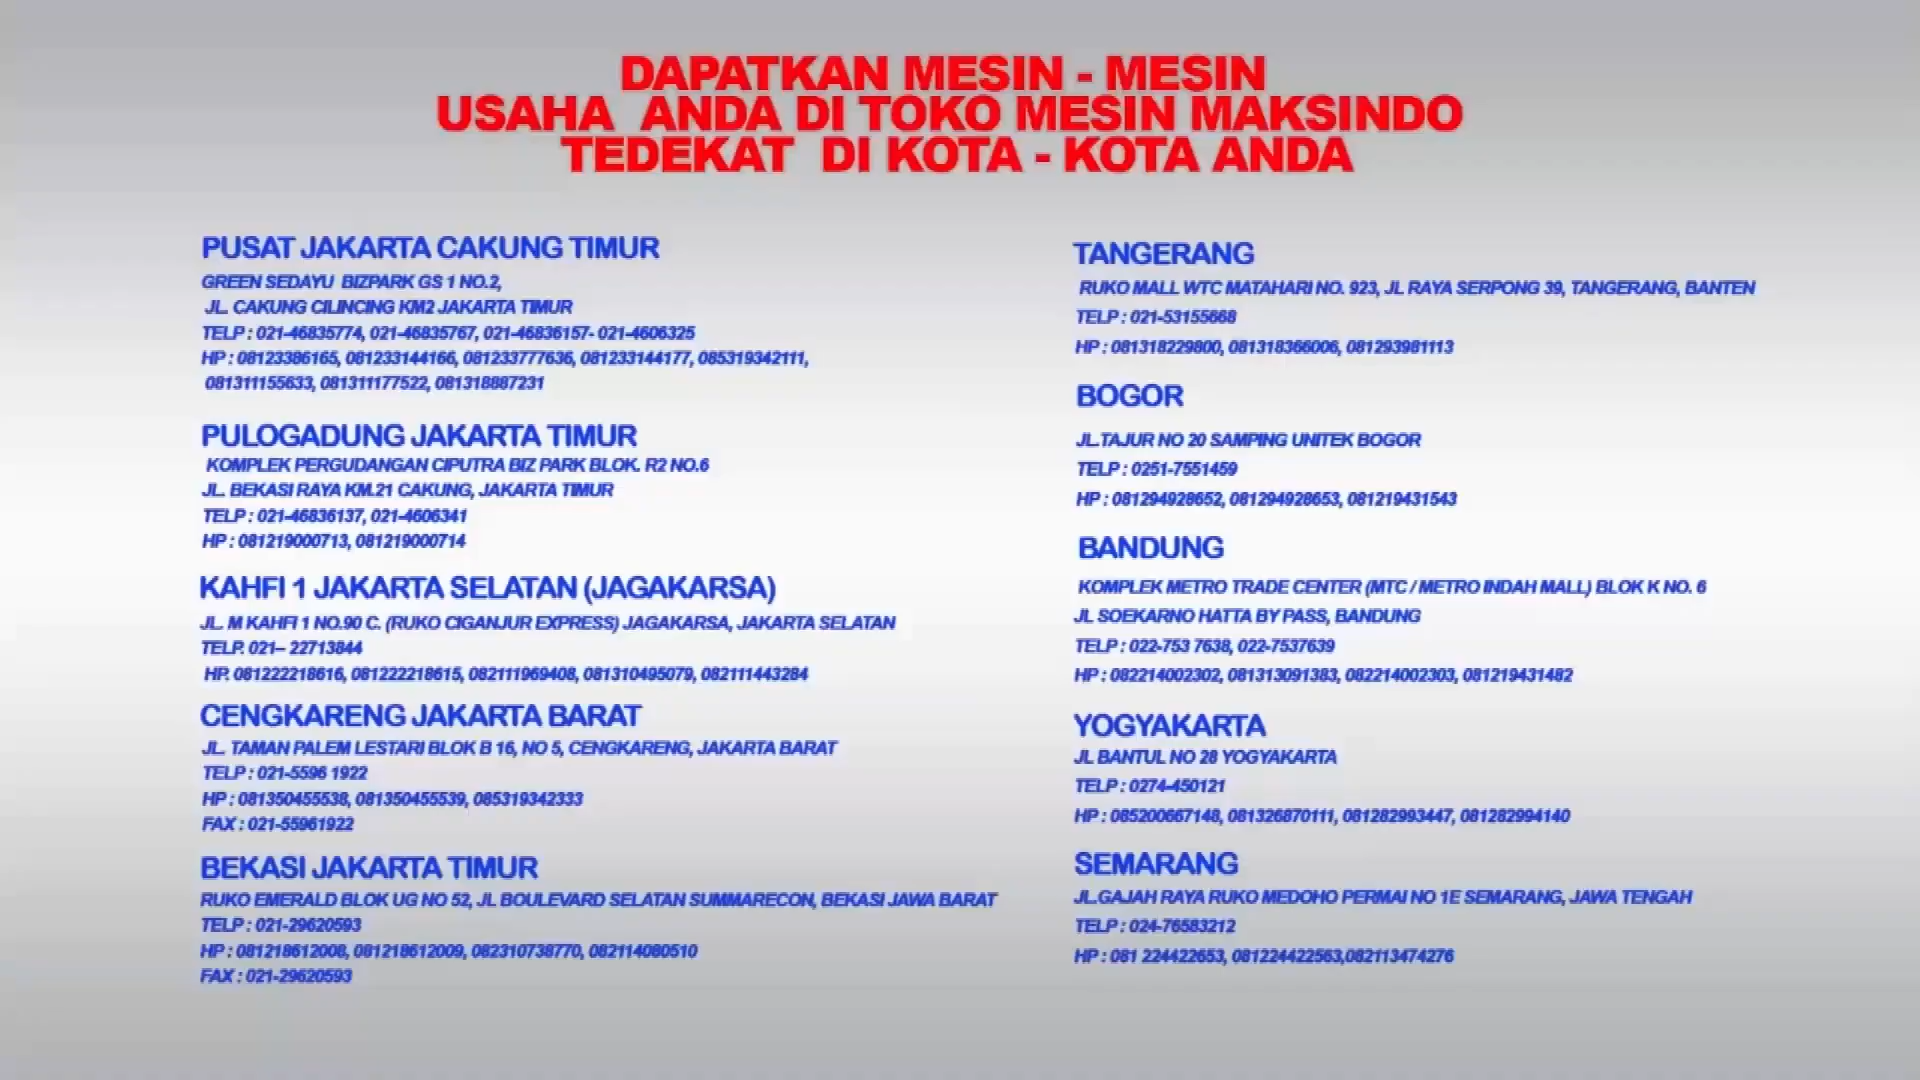 DAPATKAN MESIN - MESIN
USAHA ANDA DI TOKO MESIN MAKSINDO
TEDEKAT DI KOTA - KOTA ANDA
PUSAT JAKARTA CAKUNG TIMUR
GREEN SEDAYU BIZPARK GS 1 NO.2,
JL. CAKUNG CILINCING KM2 JAKARTA TIMUR
TELP : 021-46835774, 021-46835767, 021-46836157- 021-4606325
HP : 08123386165, 081233144166, 081233777636, 081233144177, 085319342111,
081311155633, 081311177522, 081318887231
PULOGADUNG JAKARTA TIMUR
KOMPLEK PERGUDANGAN CIPUTRA BIZ PARK BLOK. R2 NO.6
JL. BEKASI RAYA KM.21 CAKUNG, JAKARTA TIMUR
TELP : 021-46836137, 021-4606341
HP : 081219000713, 081219000714
KAHFI 1 JAKARTA SELATAN (JAGAKARSA)
JL. M KAHFI 1 NO.90 C. (RUKO CIGANJUR EXPRESS) JAGAKARSA, JAKARTA SELATAN
TELP. 021– 22713844
HP. 081222218616, 081222218615, 082111969408, 081310495079, 082111443284
CENGKARENG JAKARTA BARAT
JL. TAMAN PALEM LESTARI BLOK B 16, NO 5, CENGKARENG, JAKARTA BARAT
TELP : 021-5596 1922
HP : 081350455538, 081350455539, 085319342333
FAX : 021-55961922
BEKASI JAKARTA TIMUR
RUKO EMERALD BLOK UG NO 52, JL BOULEVARD SELATAN SUMMARECON, BEKASI JAWA BARAT
TELP : 021-29620593
HP : 081218612008, 081218612009, 082310738770, 082114080510
FAX : 021-29620593
TANGERANG
RUKO MALL WTC MATAHARI NO. 923, JL RAYA SERPONG 39, TANGERANG, BANTEN
TELP : 021-53155668
HP : 081318229800, 081318366006, 081293981113
BOGOR
JL.TAJUR NO 20 SAMPING UNITEK BOGOR
TELP : 0251-7551459
HP : 081294928652, 081294928653, 081219431543
BANDUNG
KOMPLEK METRO TRADE CENTER (MTC / METRO INDAH MALL) BLOK K NO. 6
JL SOEKARNO HATTA BY PASS, BANDUNG
TELP : 022-753 7638, 022-7537639
HP : 082214002302, 081313091383, 082214002303, 081219431482
YOGYAKARTA
JL BANTUL NO 28 YOGYAKARTA
TELP : 0274-450121
HP : 085200667148, 081326870111, 081282993447, 081282994140
SEMARANG
JL.GAJAH RAYA RUKO MEDOHO PERMAI NO 1E SEMARANG, JAWA TENGAH
TELP : 024-76583212
HP : 081 224422653, 081224422563,082113474276